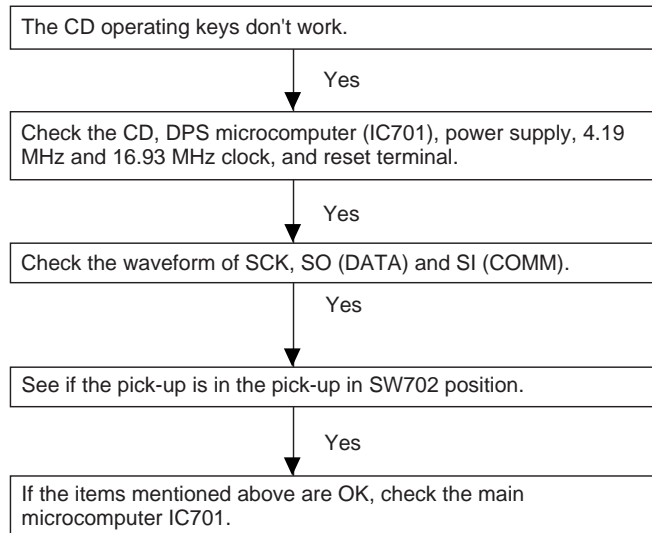 The CD operating keys don't work.
Yes
Check the CD, DPS microcomputer (IC701), power supply, 4.19
MHz and 16.93 MHz clock, and reset terminal.
Yes
Check the waveform of SCK, SO (DATA) and SI (COMM).
Yes
See if the pick-up is in the pick-up in SW702 position.
Yes
If the items mentioned above are OK, check the main
microcomputer IC701.